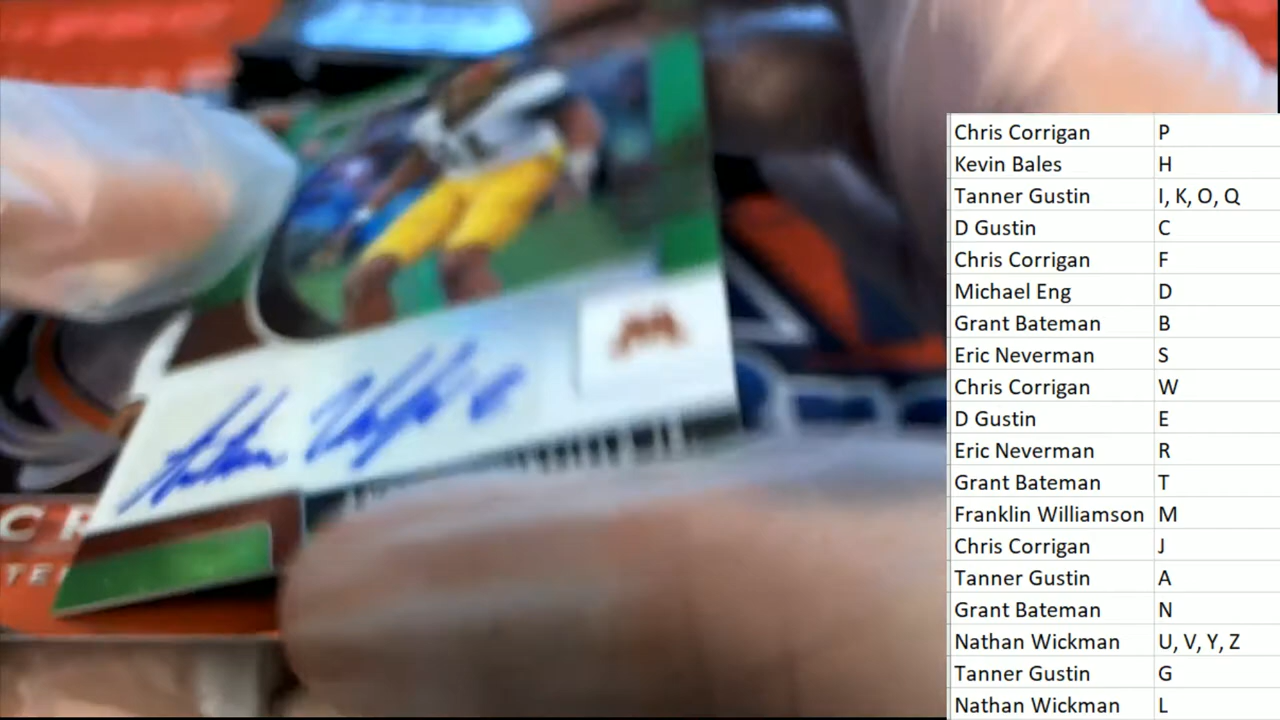 Chris Corrigan P
Kevin Bales H
Tanner Gustin I, K, O, Q
D Gustin C
Chris Corrigan F
Michael Eng D
Grant Bateman B
Eric Neverman S
Chris Corrigan W
D Gustin E
Eric Neverman R
Grant Bateman T
Franklin Williamson M
Chris Corrigan J
Tanner Gustin A
Grant Bateman N
Nathan Wickman U, V, Y, Z
Tanner Gustin G
Nathan Wickman L
M